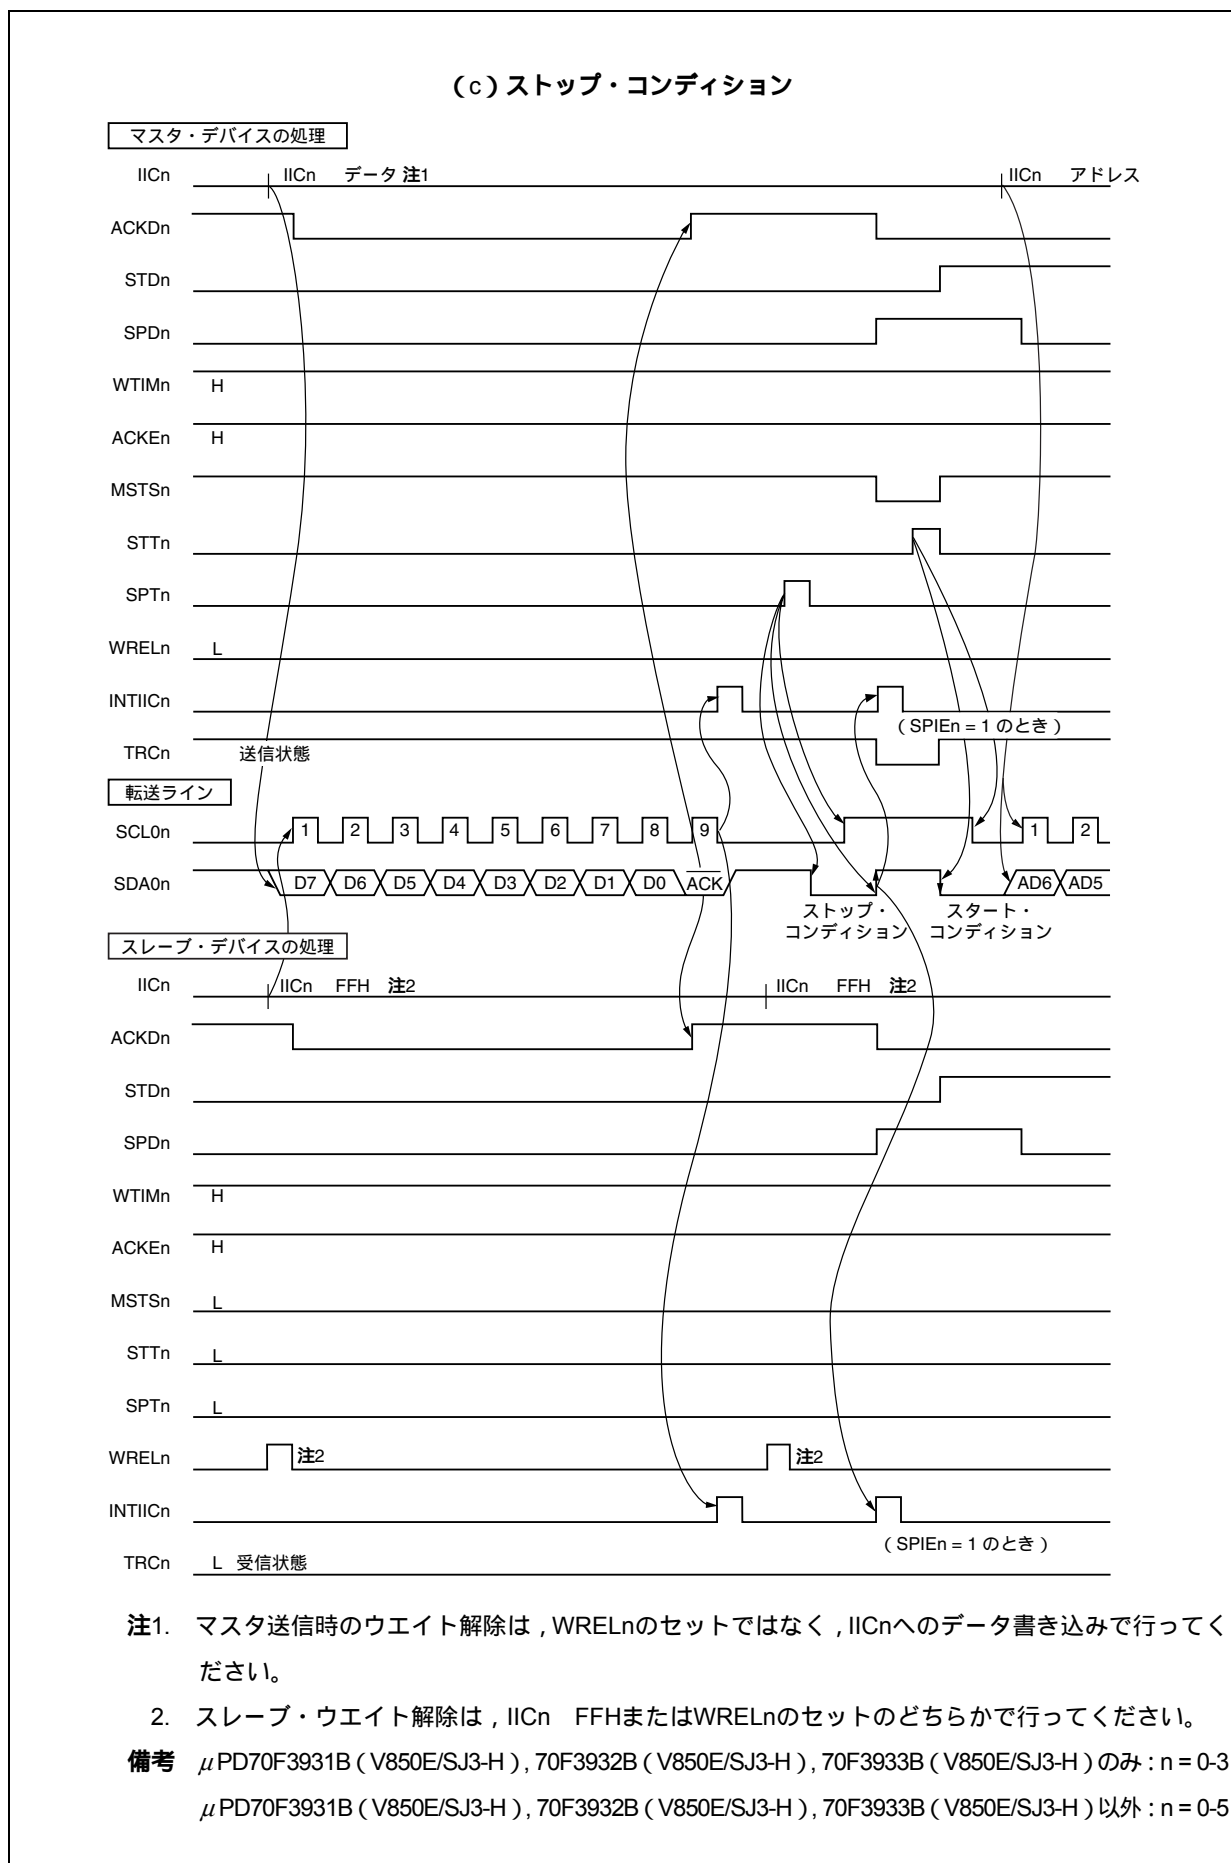 （c）ストップ・コンディション
マスタ・デバイスの処理
IICn
IICn データ 注1
IICn アドレス
ACKDn
STDn
SPDn
WTIMn H
ACKEn H
MSTSn
STTn
SPTn
WRELn L
INTIICn
（SPIEn = 1 のとき）
TRCn 送信状態
転送ライン
SCL0n 1 2 3 4 5 6 7 8 9 1 2
SDA0n D7 D6 D5 D4 D3 D2 D1 D0 ACK AD6 AD5
ストップ・ スタート・
コンディション コンディション
スレーブ・デバイスの処理
IICn IICn FFH 注2 IICn FFH 注2
ACKDn
STDn
SPDn
WTIMn H
ACKEn H
MSTSn L
STTn L
SPTn L
WRELn 注2 注2
INTIICn
（SPIEn = 1 のとき）
TRCn L 受信状態
注1. マスタ送信時のウエイト解除は，WRELnのセットではなく，IICnへのデータ書き込みで行ってく
ださい。
2. スレーブ・ウエイト解除は，IICn FFHまたはWRELnのセットのどちらかで行ってください。
備考 μPD70F3931B（V850E/SJ3-H）, 70F3932B（V850E/SJ3-H）, 70F3933B（V850E/SJ3-H）のみ：n = 0-3
μPD70F3931B（V850E/SJ3-H）, 70F3932B（V850E/SJ3-H）, 70F3933B（V850E/SJ3-H）以外：n = 0-5